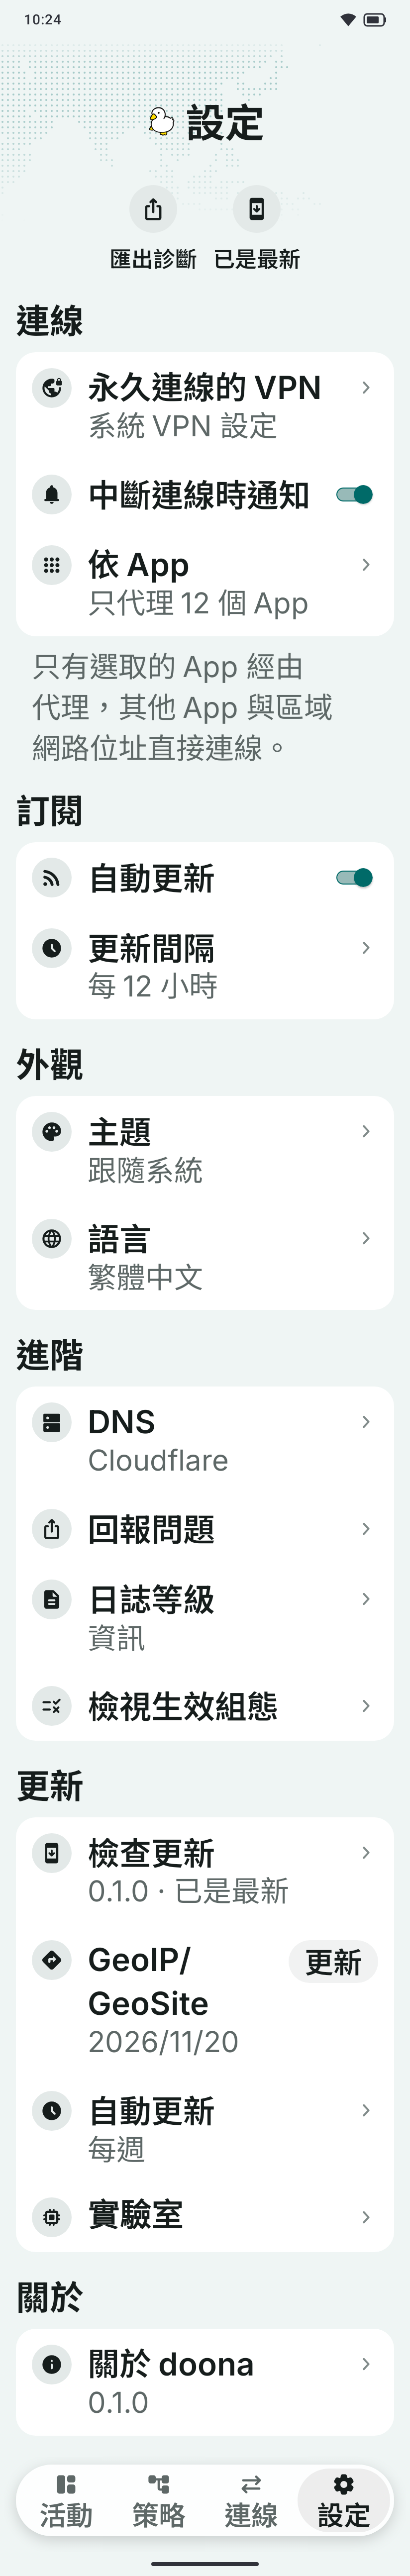 10:24
設定
匯出診斷
已是最新
連線
永久連線的 VPN
系統 VPN 設定
中斷連線時通知
依 App
只代理 12 個 App
只有選取的 App 經由
代理，其他 App 與區域
網路位址直接連線。
訂閱
自動更新
更新間隔
每 12 小時
外觀
主題
跟隨系統
語言
繁體中文
進階
DNS
Cloudflare
回報問題
日誌等級
資訊
檢視生效組態
更新
檢查更新
0.1.0 · 已是最新
GeoIP/
GeoSite
更新
2026/11/20
自動更新
每週
實驗室
關於
關於 doona
0.1.0
活動
策略
連線
設定